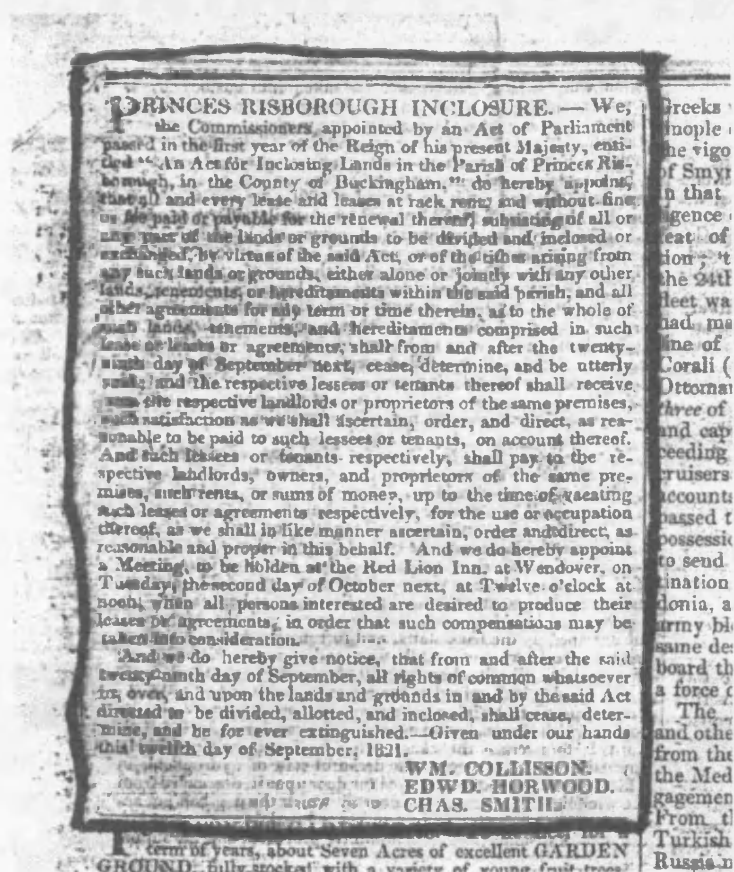 PRINCES RISBOROUGH INCLOSURE. — We,
the Commissioners appointed by an Act of Parliament
passed in the first year of the Reign of his present Majesty, enti-
tled "An Act for Inclosing Lands in the Parish of Princes Ris-
borough, in the County of Buckingham," do hereby appoint,
that all and every lease and leases at rack rent, and without fine
paid or payable for the renewal thereof, subsisting of all or
any part of the lands or grounds to be divided and inclosed or
exchanged, by virtue of the said Act, or of the tithes arising from
any such lands or grounds, either alone or jointly with any other
lands, tenements, or hereditaments within the said parish, and all
other agreements for any term or time therein, as to the whole of
such lands, tenements, and hereditaments comprised in such
lease or leases or agreements, shall from and after the twenty-
ninth day of September next, cease, determine, and be utterly
void; and the respective lessees or tenants thereof shall receive
the respective landlords or proprietors of the same premises,
such satisfaction as we shall ascertain, order, and direct, as rea-
sonable to be paid to such lessees or tenants, on account thereof.
And such lessees or tenants respectively, shall pay to the re-
spective landlords, owners, and proprietors of the same pre-
mises, such rents, or sums of money, up to the time of vacating
such leases or agreements respectively, for the use or occupation
thereof, as we shall in like manner ascertain, order and direct, as
reasonable and proper in this behalf. And we do hereby appoint
a Meeting, to be holden at the Red Lion Inn, at Wendover, on
Tuesday, the second day of October next, at Twelve o'clock at
noon, when all persons interested are desired to produce their
leases or agreements, in order that such compensations may be
taken into consideration.
And we do hereby give notice, that from and after the said
twenty-ninth day of September, all rights of common whatsoever
in, over, and upon the lands and grounds in and by the said Act
directed to be divided, allotted, and inclosed, shall cease, deter-
mine, and be for ever extinguished.—Given under our hands
this twelfth day of September, 1821.
WM. COLLISSON.
EDWD. HORWOOD.
CHAS. SMITH.
term of years, about Seven Acres of excellent GARDEN
GROUND, fully stocked with a variety of young fruit trees
Greeks
nople
he vigo
of Smyr
n that
igence
eat of
ion; 't
the 24th
fleet wa
had ma
line of
Corali (
Ottoman
three of
and cap
ceeding
cruisers
accounts
passed t
possessio
to send
ination
donia, a
army bl
same des
board th
a force o
The
and othe
from the
the Med
gagemen
From th
Turkish
Russia n